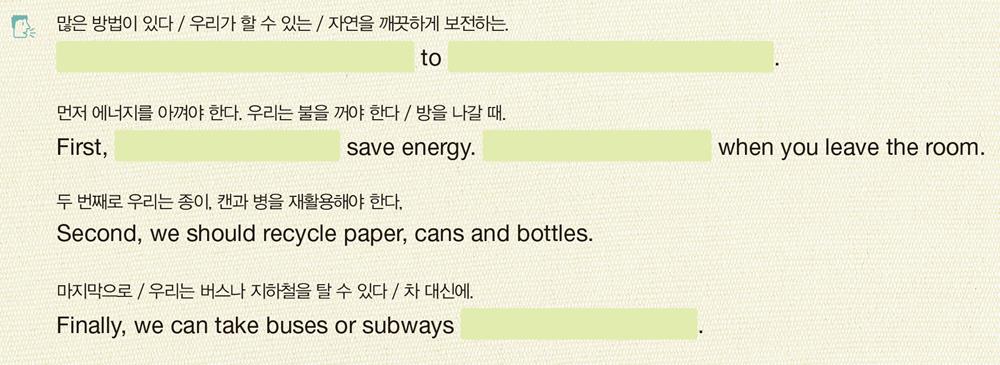 많은 방법이 있다 / 우리가 할 수 있는 / 자연을 깨끗하게 보전하는.
to .
먼저 에너지를 아껴야 한다. 우리는 불을 꺼야 한다 / 방을 나갈 때.
First, save energy. when you leave the room.
두 번째로 우리는 종이, 캔과 병을 재활용해야 한다.
Second, we should recycle paper, cans and bottles.
마지막으로 / 우리는 버스나 지하철을 탈 수 있다 / 차 대신에.
Finally, we can take buses or subways .